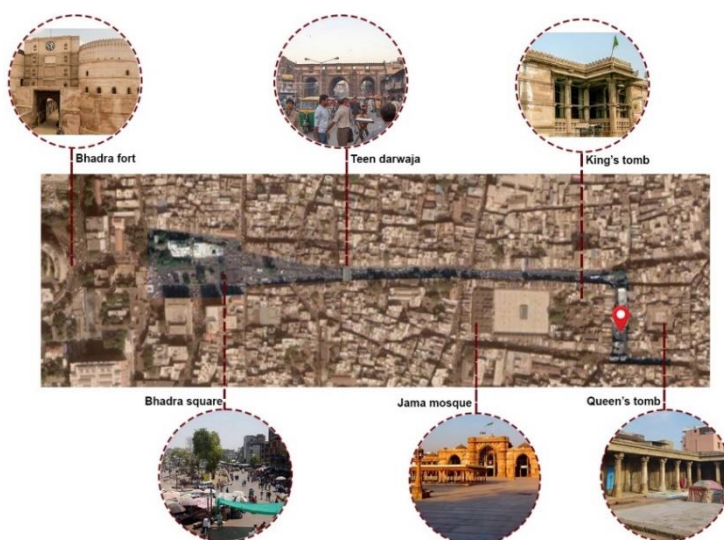 Bhadra fort
Teen darwaja
King's tomb
Bhadra square
Jama mosque
Queen's tomb